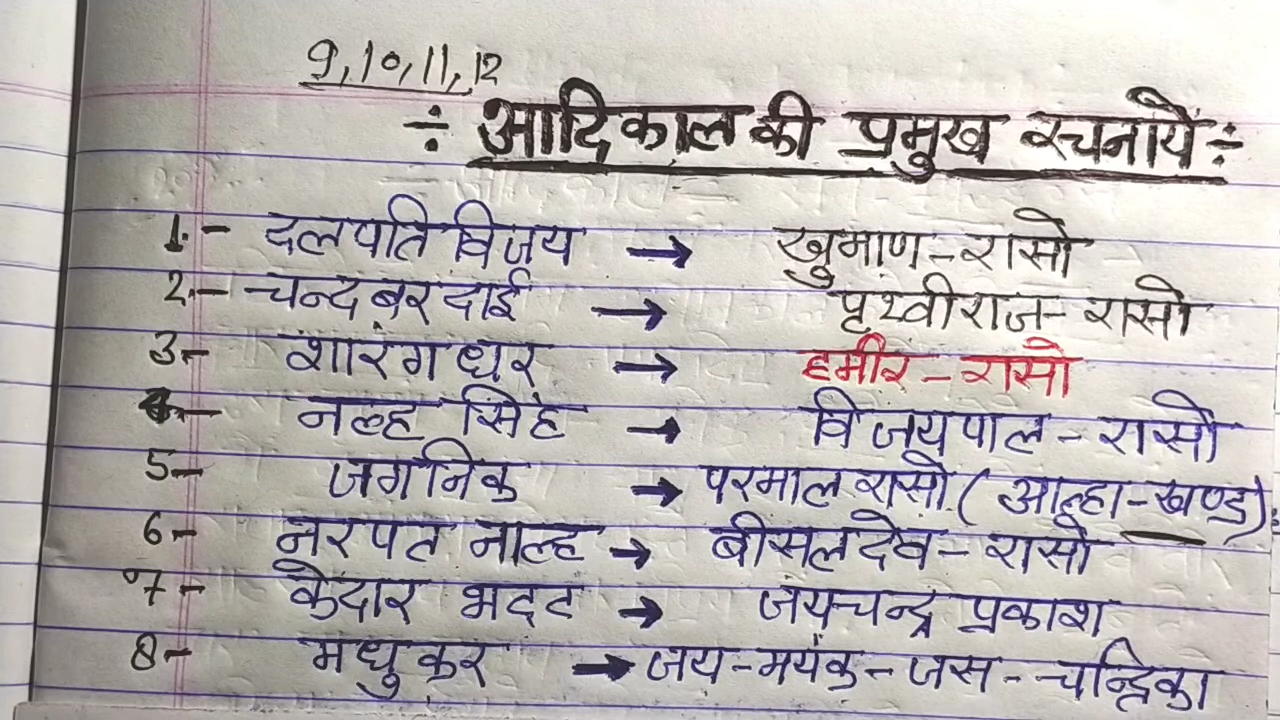 9, 10, 11, 12
÷ आदिकाल की प्रमुख रचनायें ÷
1.- दलपति विजय → खुमाण-रासो
2.- चन्दबरदाई → पृथ्वीराज-रासो
3- शारंगधर → हमीर-रासो
4.- नल्ह सिंह → विजयपाल-रासो
5- जगनिक → परमाल रासो (आल्हा-खण्ड)
6- नरपत नाल्ह → बीसलदेव-रासो
7- केदार भट्ट → जयचन्द्र प्रकाश
8- मधुकर → जय-मयंक-जस-चन्द्रिका